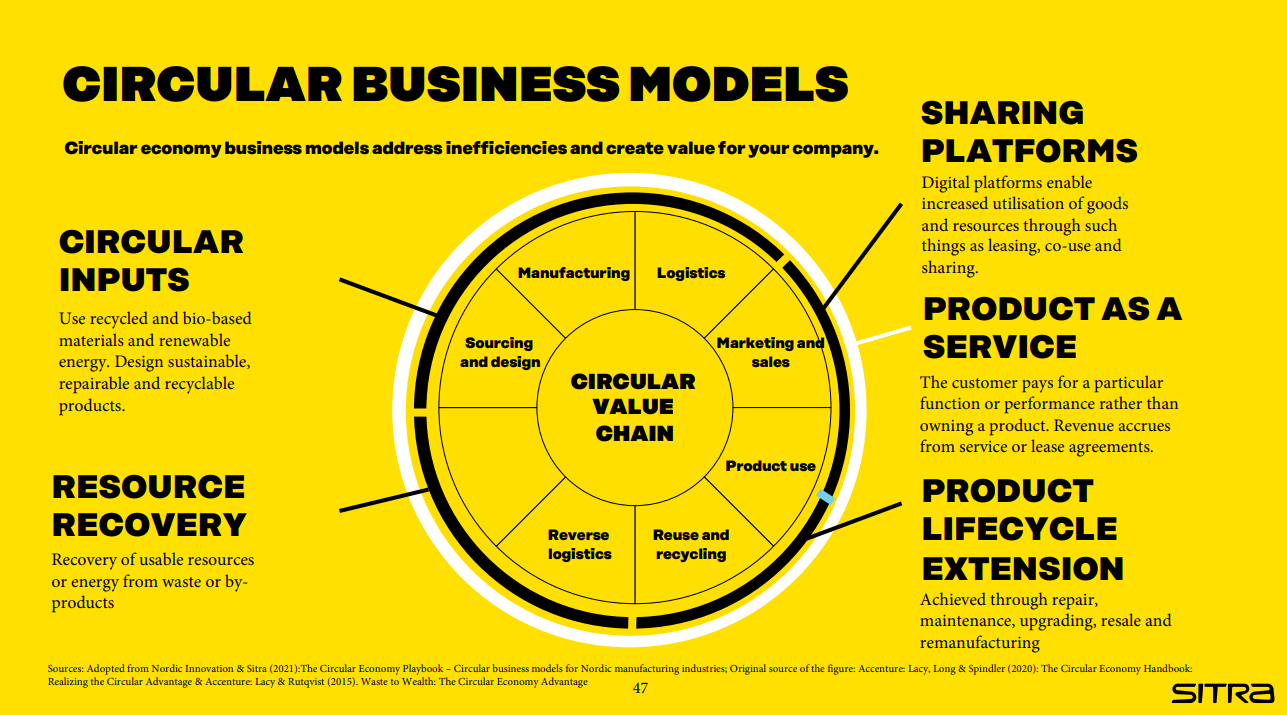 CIRCULAR BUSINESS MODELS
Circular economy business models address inefficiencies and create value for your company.
CIRCULAR
INPUTS
Use recycled and bio-based
materials and renewable
energy. Design sustainable,
repairable and recyclable
products.
RESOURCE
RECOVERY
Recovery of usable resources
or energy from waste or by-
products
Manufacturing
Logistics
Sourcing
and design
Marketing and
sales
CIRCULAR
VALUE
CHAIN
Product use
Reverse
logistics
Reuse and
recycling
SHARING
PLATFORMS
Digital platforms enable
increased utilisation of goods
and resources through such
things as leasing, co-use and
sharing.
PRODUCT AS A
SERVICE
The customer pays for a particular
function or performance rather than
owning a product. Revenue accrues
from service or lease agreements.
PRODUCT
LIFECYCLE
EXTENSION
Achieved through repair,
maintenance, upgrading, resale and
remanufacturing
Sources: Adopted from Nordic Innovation & Sitra (2021):The Circular Economy Playbook – Circular business models for Nordic manufacturing industries; Original source of the figure: Accenture: Lacy, Long & Spindler (2020): The Circular Economy Handbook:
Realizing the Circular Advantage & Accenture: Lacy & Rutqvist (2015). Waste to Wealth: The Circular Economy Advantage
47
SITRA